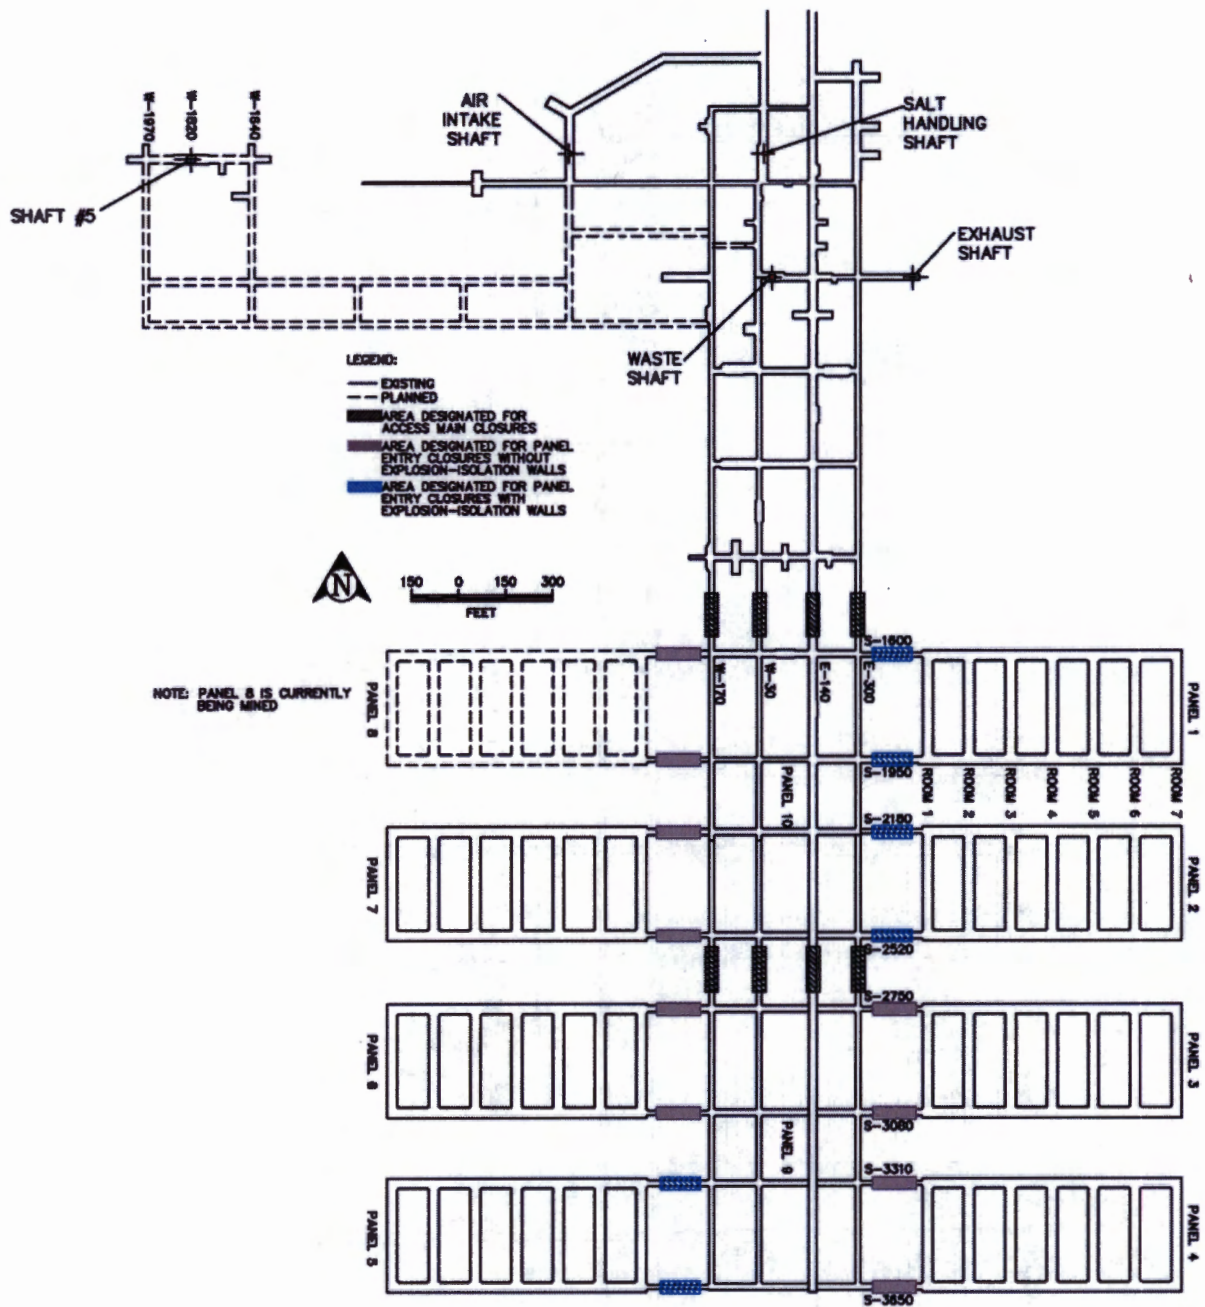 W-1970
W-1820
W-1640
AIR
INTAKE
SHAFT
SALT
HANDLING
SHAFT
SHAFT #5
EXHAUST
SHAFT
WASTE
SHAFT
LEGEND:
EXISTING
PLANNED
AREA DESIGNATED FOR
ACCESS MAIN CLOSURES
AREA DESIGNATED FOR PANEL
ENTRY CLOSURES WITHOUT
EXPLOSION-ISOLATION WALLS
AREA DESIGNATED FOR PANEL
ENTRY CLOSURES WITH
EXPLOSION-ISOLATION WALLS
N
150 0 150 300
FEET
S-1600
W-170
W-30
E-140
E-300
NOTE: PANEL 8 IS CURRENTLY
BEING MINED
PANEL 8
PANEL 1
S-1950
PANEL 10
ROOM 1
ROOM 2
ROOM 3
ROOM 4
ROOM 5
ROOM 6
ROOM 7
S-2180
PANEL 7
PANEL 2
S-2520
S-2750
PANEL 6
PANEL 3
S-3080
PANEL 9
S-3310
PANEL 5
PANEL 4
S-3650